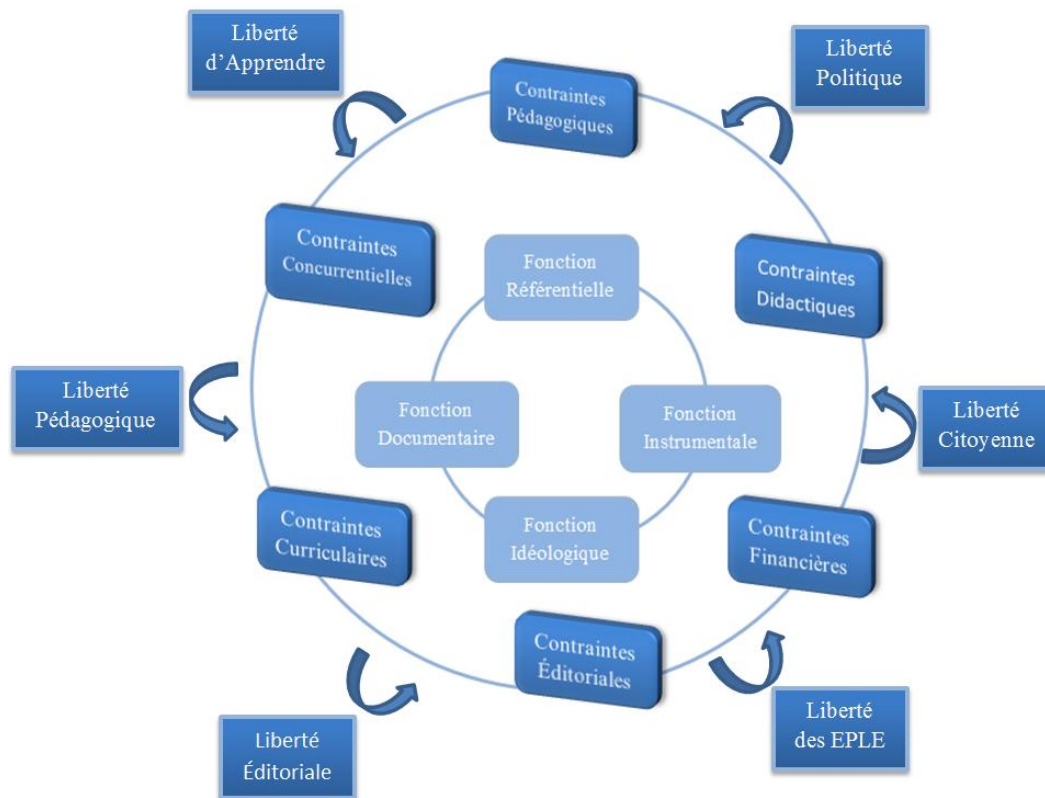 Liberté
d'Apprendre
Liberté
Politique
Contraintes
Pédagogiques
Contraintes
Concurrentielles
Contraintes
Didactiques
Fonction
Référentielle
Liberté
Pédagogique
Fonction
Documentaire
Fonction
Instrumentale
Liberté
Citoyenne
Contraintes
Curriculaires
Fonction
Idéologique
Contraintes
Financières
Contraintes
Éditoriales
Liberté
Éditoriale
Liberté
des EPLE